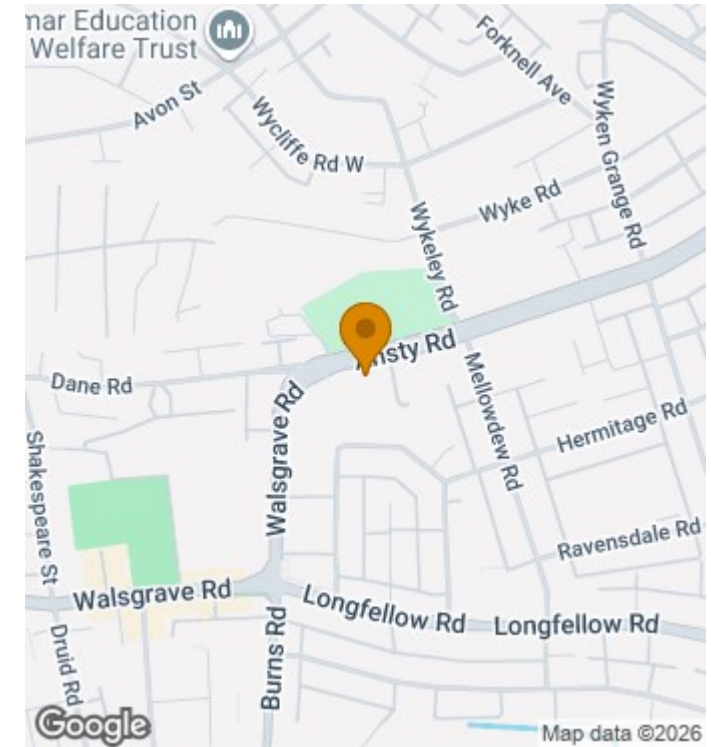 mar Education
Welfare Trust
Forknell Ave
Avon St
Wycliffe Rd W
Wyken Grange Rd
Wyke Rd
Wykeley Rd
nsty Rd
Dane Rd
Walsgrave Rd
Mellowdew Rd
Hermitage Rd
Shakespeare St
Ravensdale Rd
Walsgrave Rd
Longfellow Rd
Longfellow Rd
Druid Rd
Burns Rd
Google
Map data ©2026